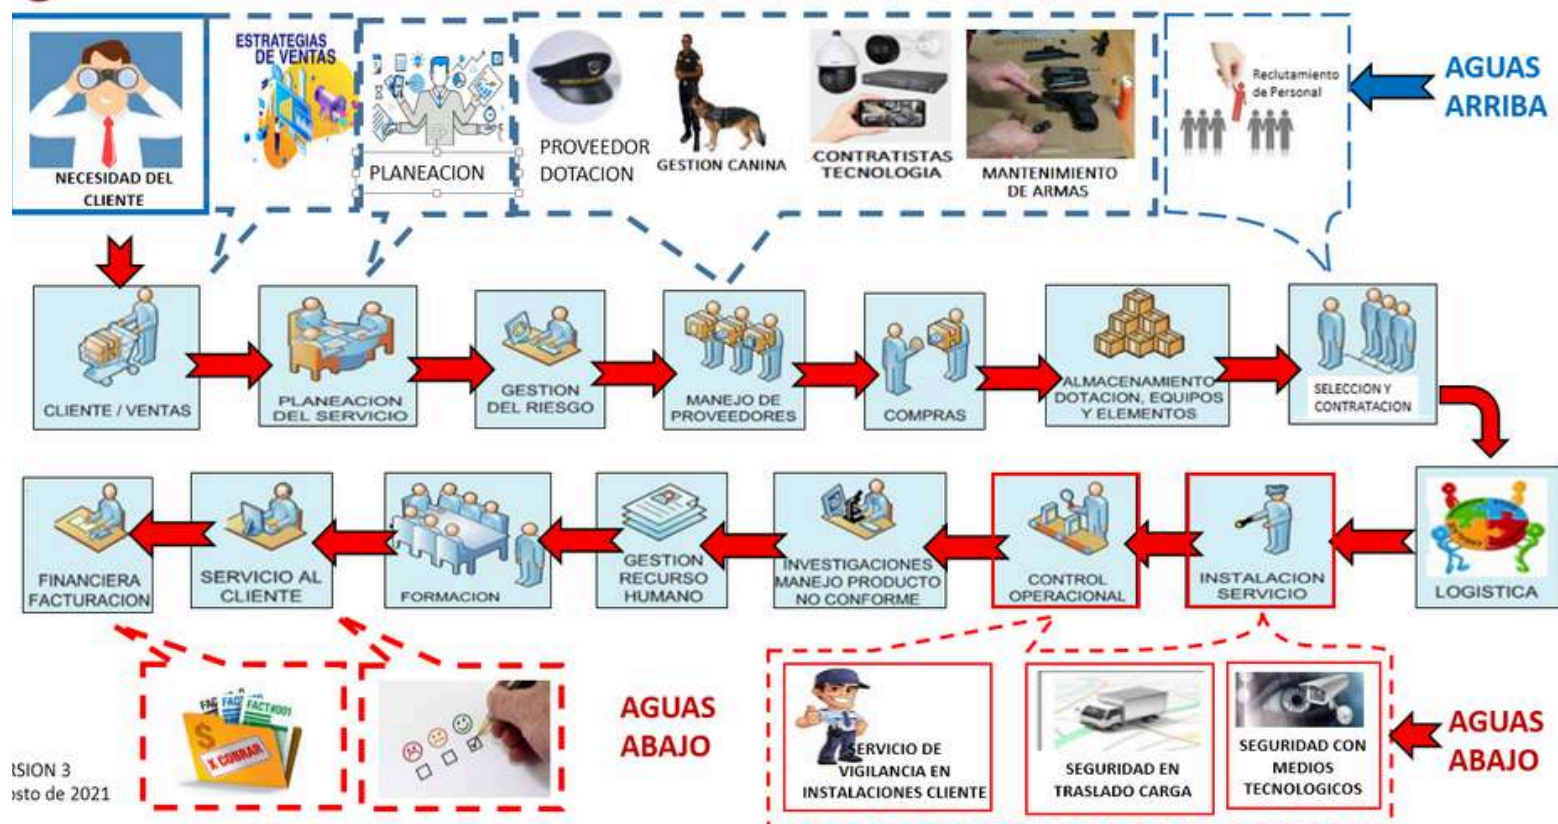 ESTRATEGIAS
DE VENTAS
NECESIDAD DEL
CLIENTE
PLANEACION
PROVEEDOR
DOTACION
GESTION CANINA
CONTRATISTAS
TECNOLOGIA
MANTENIMIENTO
DE ARMAS
Reclutamiento
de Personal
AGUAS
ARRIBA
CLIENTE / VENTAS
PLANEACION
DEL SERVICIO
GESTION
DEL RIESGO
MANEJO DE
PROVEEDORES
COMPRAS
ALMACENAMIENTO
DOTACION, EQUIPOS
Y ELEMENTOS
SELECCION Y
CONTRATACION
FINANCIERA
FACTURACION
SERVICIO AL
CLIENTE
FORMACION
GESTION
RECURSO
HUMANO
INVESTIGACIONES
MANEJO PRODUCTO
NO CONFORME
CONTROL
OPERACIONAL
INSTALACION
SERVICIO
LOGISTICA
FACT#001
$
X COBRAR
AGUAS
ABAJO
SERVICIO DE
VIGILANCIA EN
INSTALACIONES CLIENTE
SEGURIDAD EN
TRASLADO CARGA
SEGURIDAD CON
MEDIOS
TECNOLOGICOS
AGUAS
ABAJO
RSION 3
osto de 2021